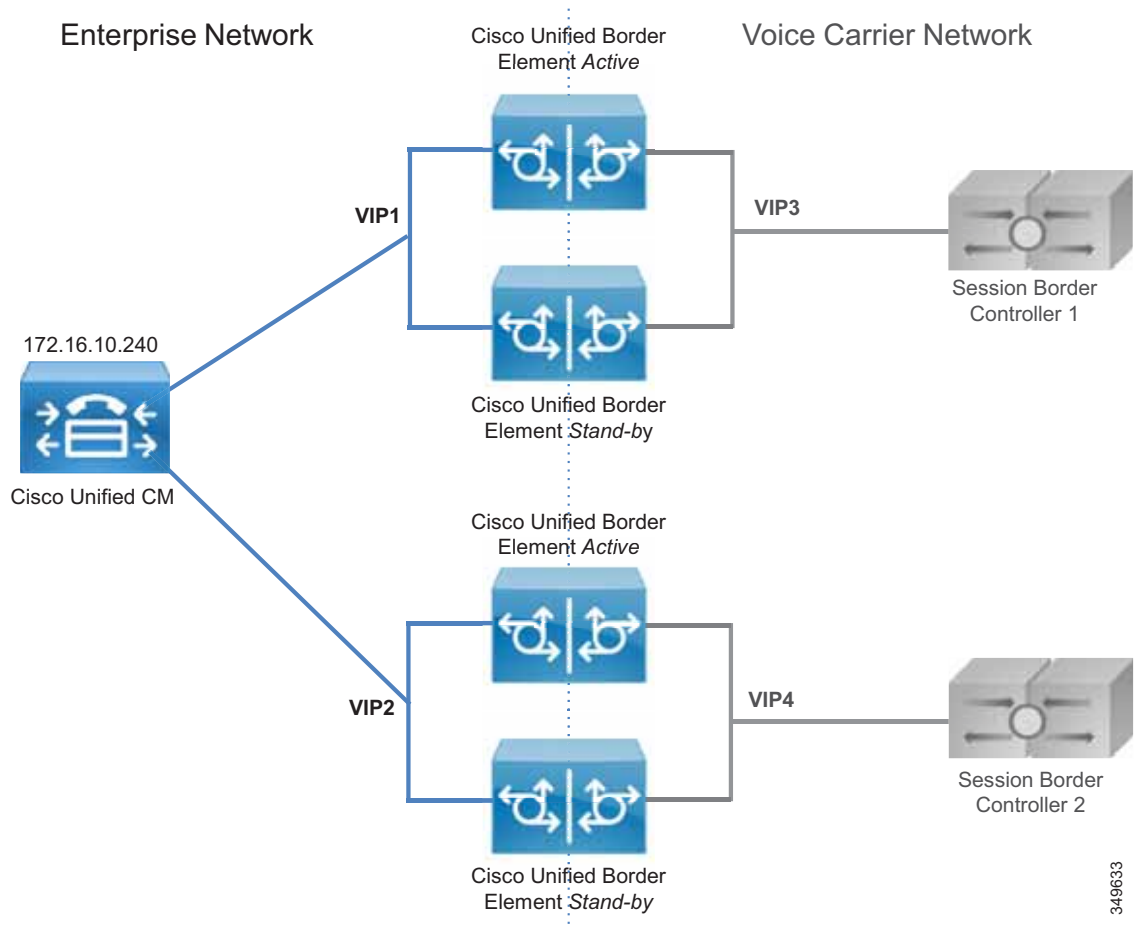 Enterprise Network
Cisco Unified Border
Element Active
Voice Carrier Network
VIP1
VIP3
Session Border
Controller 1
172.16.10.240
Cisco Unified CM
Cisco Unified Border
Element Stand-by
Cisco Unified Border
Element Active
VIP2
VIP4
Session Border
Controller 2
Cisco Unified Border
Element Stand-by
349633